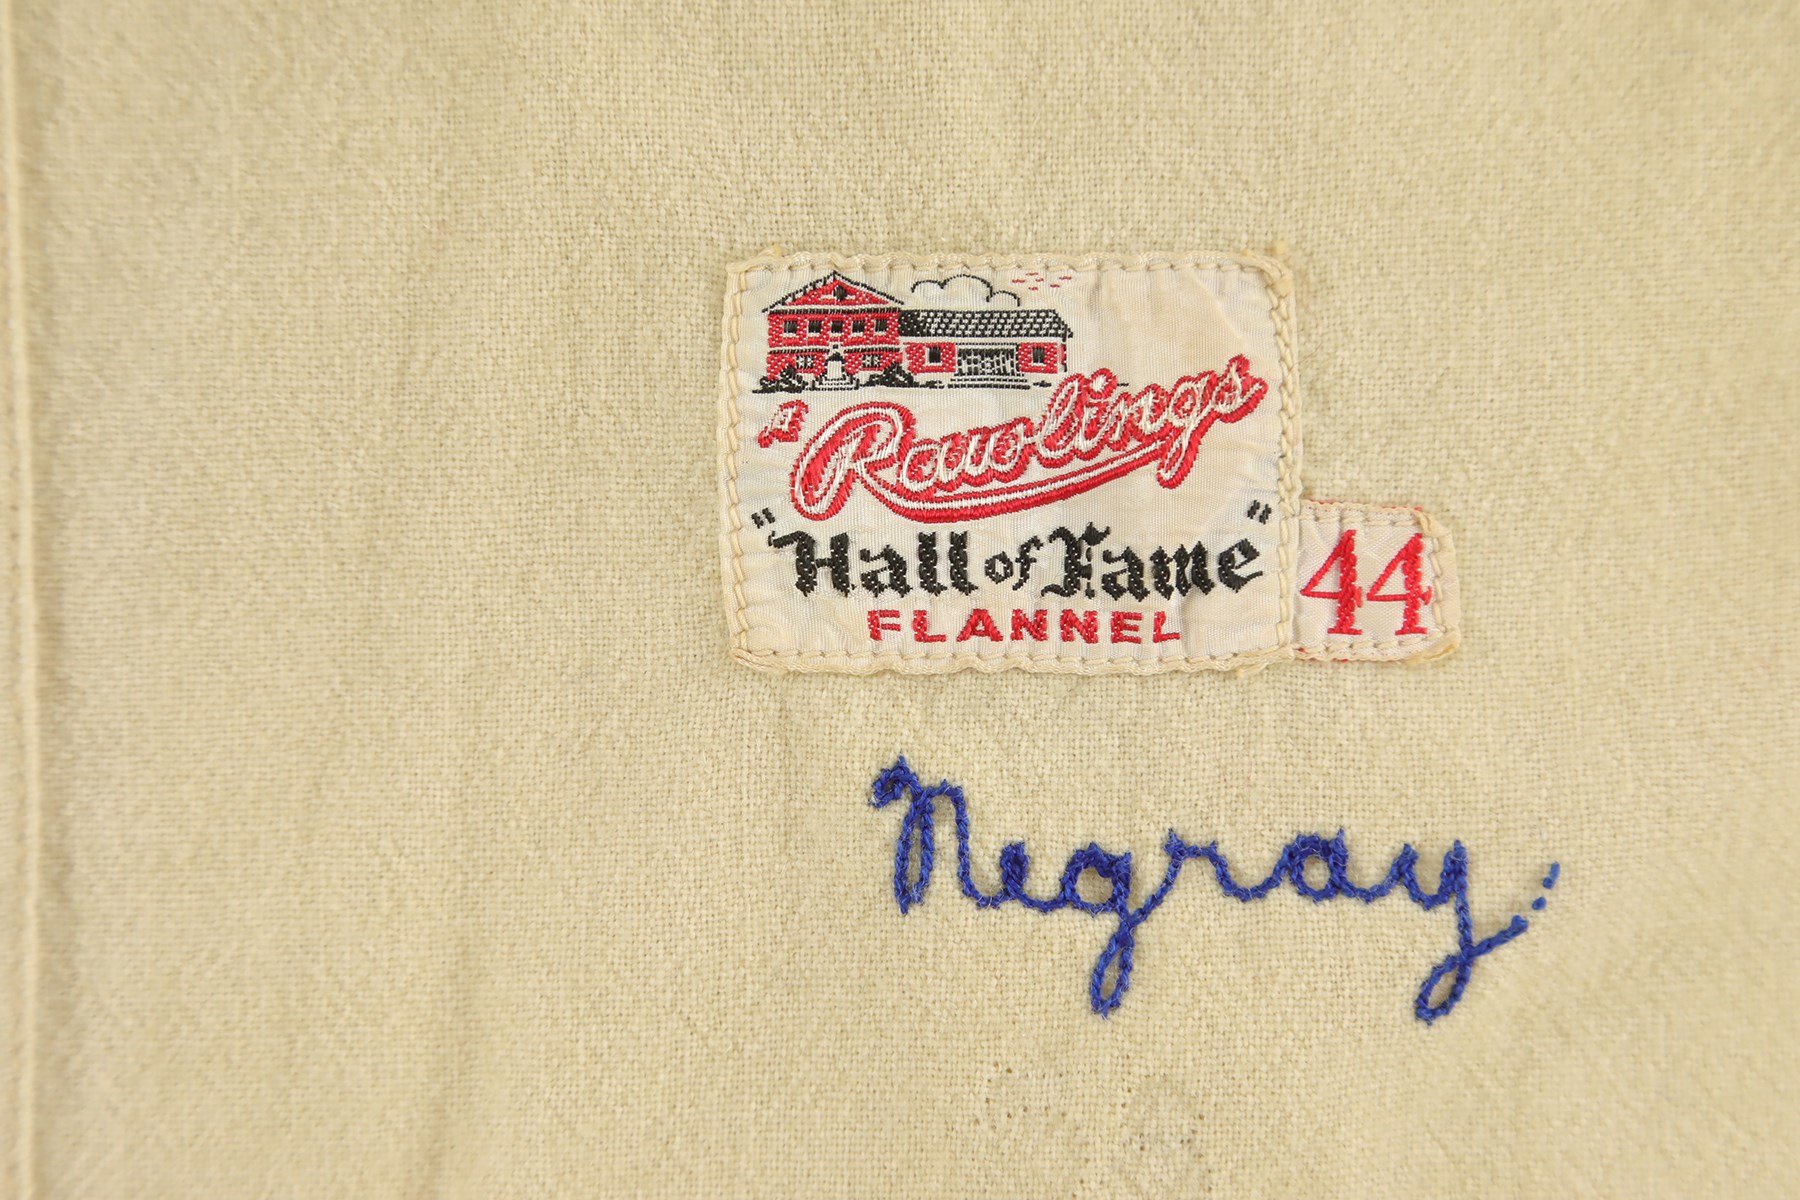 "A
Rawlings
"Hall of Fame"
FLANNEL
44
Negray